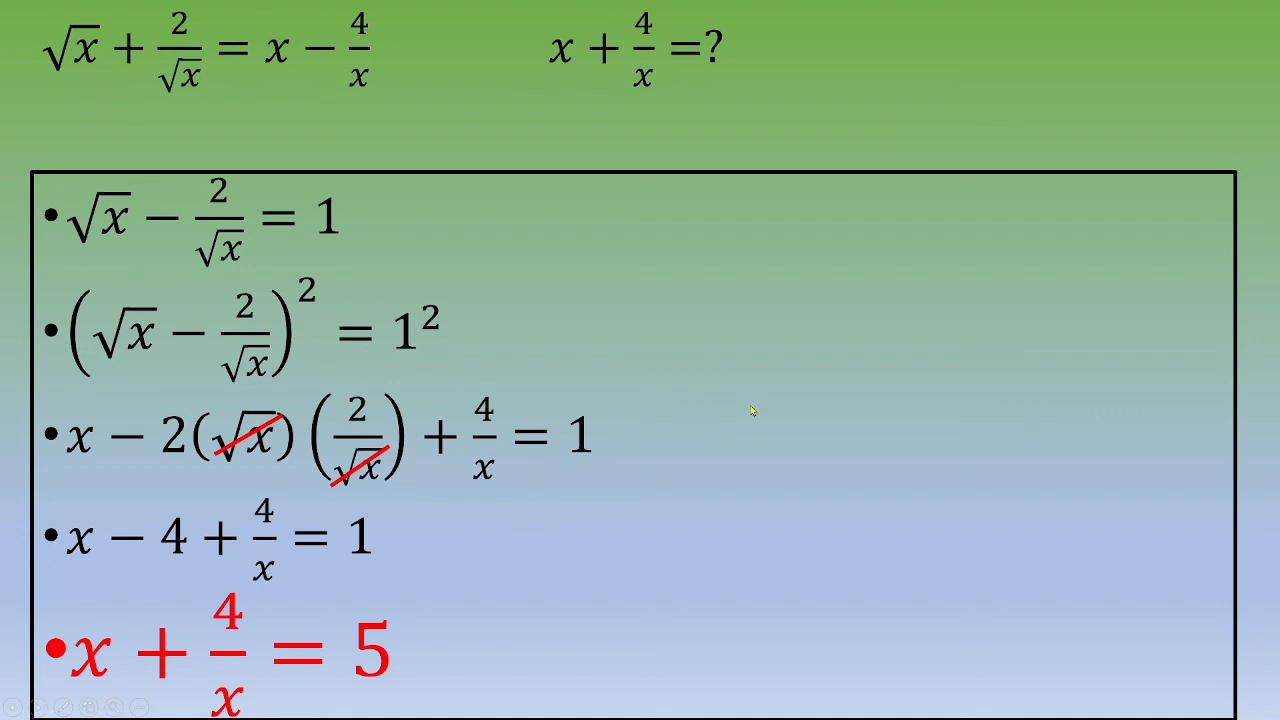 √x + 2/√x = x − 4/x    x + 4/x =?
•√x − 2/√x = 1
•(√x − 2/√x)² = 1²
•x − 2(√x)(2/√x) + 4/x = 1
•x − 4 + 4/x = 1
•x + 4/x = 5